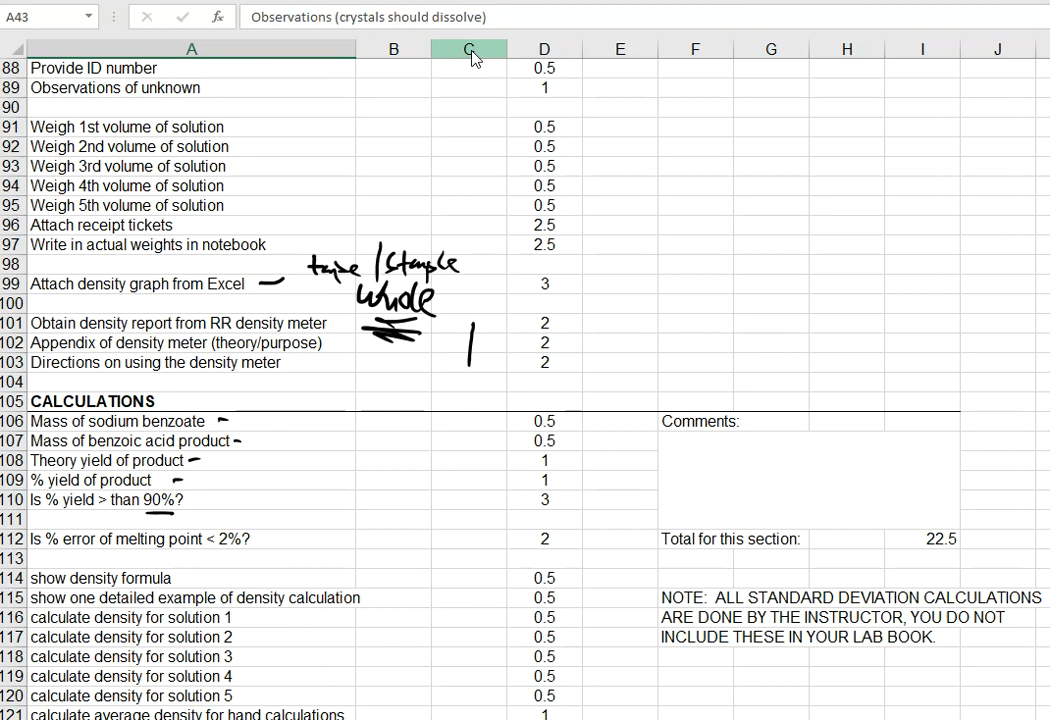 A43 fx Observations (crystals should dissolve)
A B C D E F G H I J
88 Provide ID number 0.5
89 Observations of unknown 1
90
91 Weigh 1st volume of solution 0.5
92 Weigh 2nd volume of solution 0.5
93 Weigh 3rd volume of solution 0.5
94 Weigh 4th volume of solution 0.5
95 Weigh 5th volume of solution 0.5
96 Attach receipt tickets 2.5
97 Write in actual weights in notebook 2.5
98 tape / staple
99 Attach density graph from Excel 3
whole
100
101 Obtain density report from RR density meter 2
102 Appendix of density meter (theory/purpose) 2
103 Directions on using the density meter 2
104
105 CALCULATIONS
106 Mass of sodium benzoate 0.5 Comments:
107 Mass of benzoic acid product 0.5
108 Theory yield of product 1
109 % yield of product 1
110 Is % yield > than 90%? 3
111
112 Is % error of melting point < 2%? 2 Total for this section: 22.5
113
114 show density formula 0.5
115 show one detailed example of density calculation 0.5 NOTE: ALL STANDARD DEVIATION CALCULATIONS
116 calculate density for solution 1 0.5 ARE DONE BY THE INSTRUCTOR, YOU DO NOT
117 calculate density for solution 2 0.5 INCLUDE THESE IN YOUR LAB BOOK.
118 calculate density for solution 3 0.5
119 calculate density for solution 4 0.5
120 calculate density for solution 5 0.5
121 calculate average density for hand calculations 1